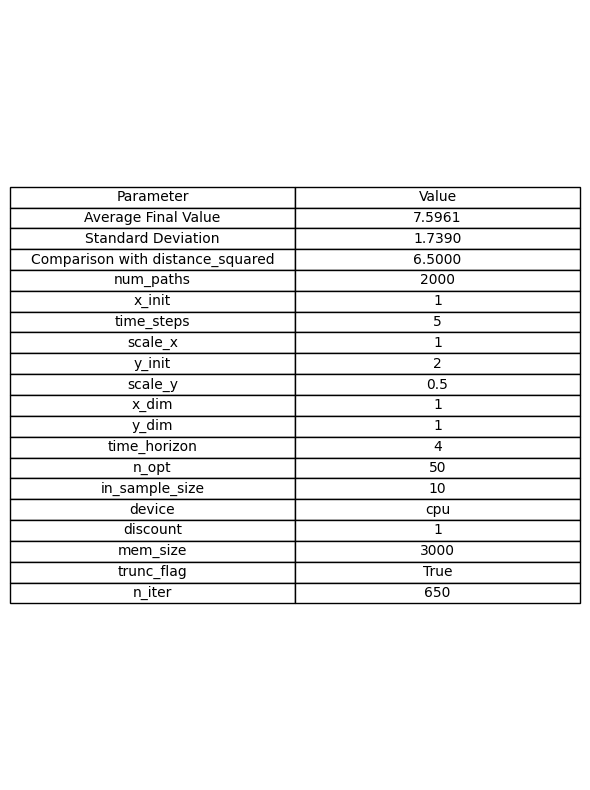 Parameter Value
Average Final Value 7.5961
Standard Deviation 1.7390
Comparison with distance_squared 6.5000
num_paths 2000
x_init 1
time_steps 5
scale_x 1
y_init 2
scale_y 0.5
x_dim 1
y_dim 1
time_horizon 4
n_opt 50
in_sample_size 10
device cpu
discount 1
mem_size 3000
trunc_flag True
n_iter 650